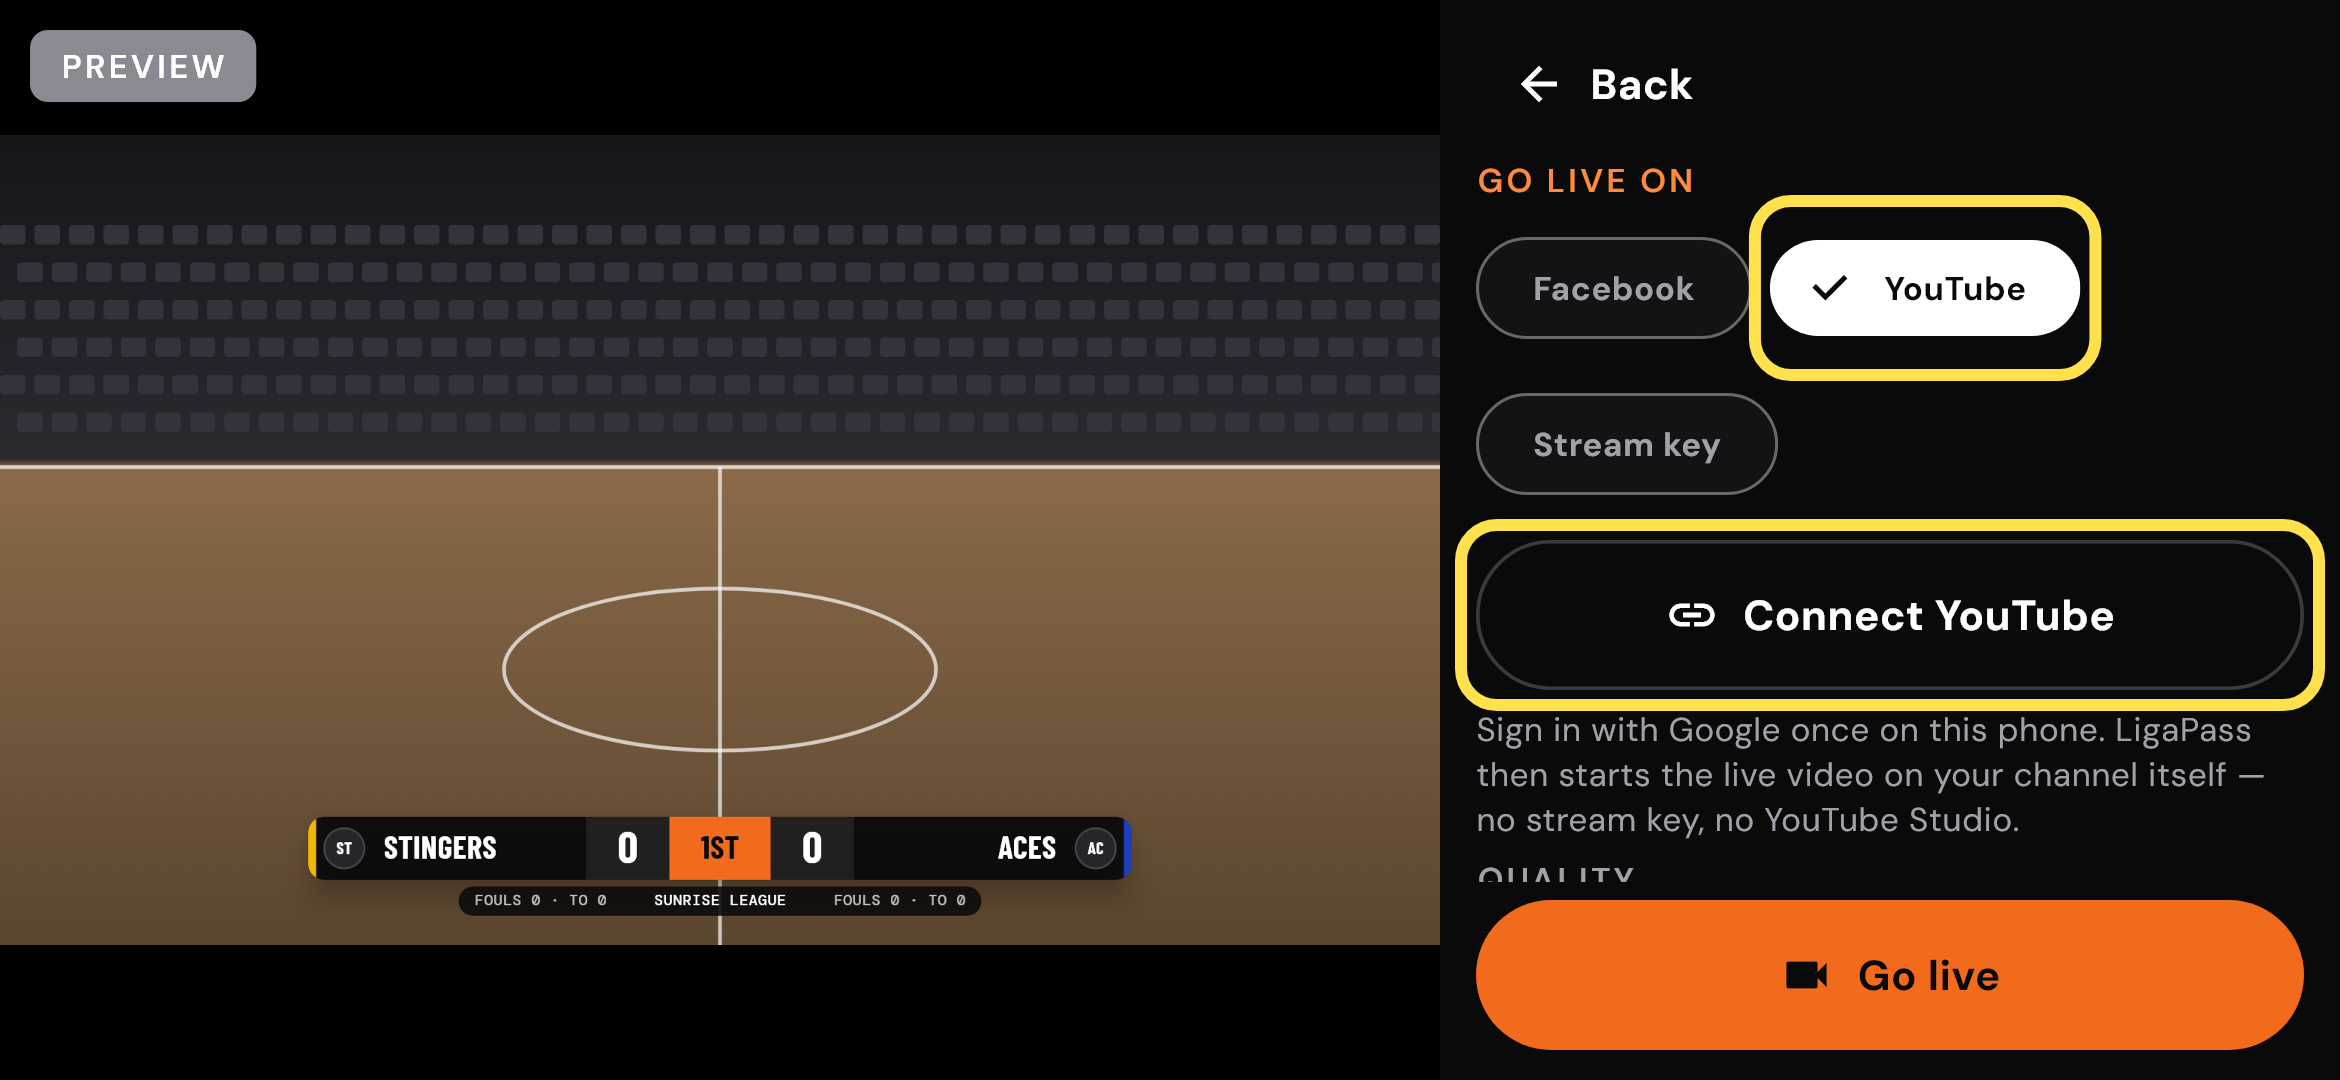 PREVIEW
Back
GO LIVE ON
Facebook
YouTube
Stream key
Connect YouTube
Sign in with Google once on this phone. LigaPass
then starts the live video on your channel itself —
no stream key, no YouTube Studio.
QUALITY
Go live
ST STINGERS 0 1ST 0 ACES AC
FOULS 0 · TO 0 SUNRISE LEAGUE FOULS 0 · TO 0